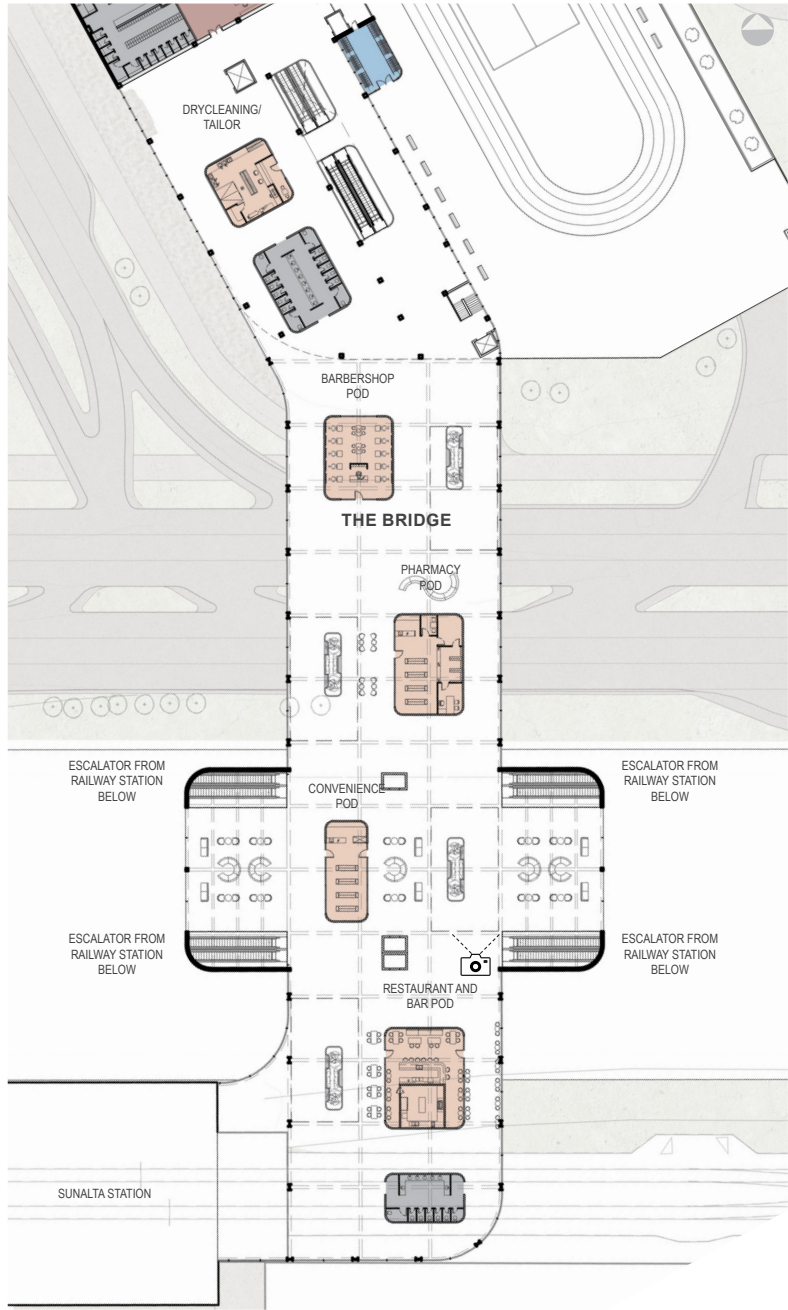 DRYCLEANING/
TAILOR
BARBERSHOP
POD
THE BRIDGE
PHARMACY
POD
ESCALATOR FROM
RAILWAY STATION
BELOW
ESCALATOR FROM
RAILWAY STATION
BELOW
CONVENIENCE
POD
ESCALATOR FROM
RAILWAY STATION
BELOW
ESCALATOR FROM
RAILWAY STATION
BELOW
RESTAURANT AND
BAR POD
SUNALTA STATION